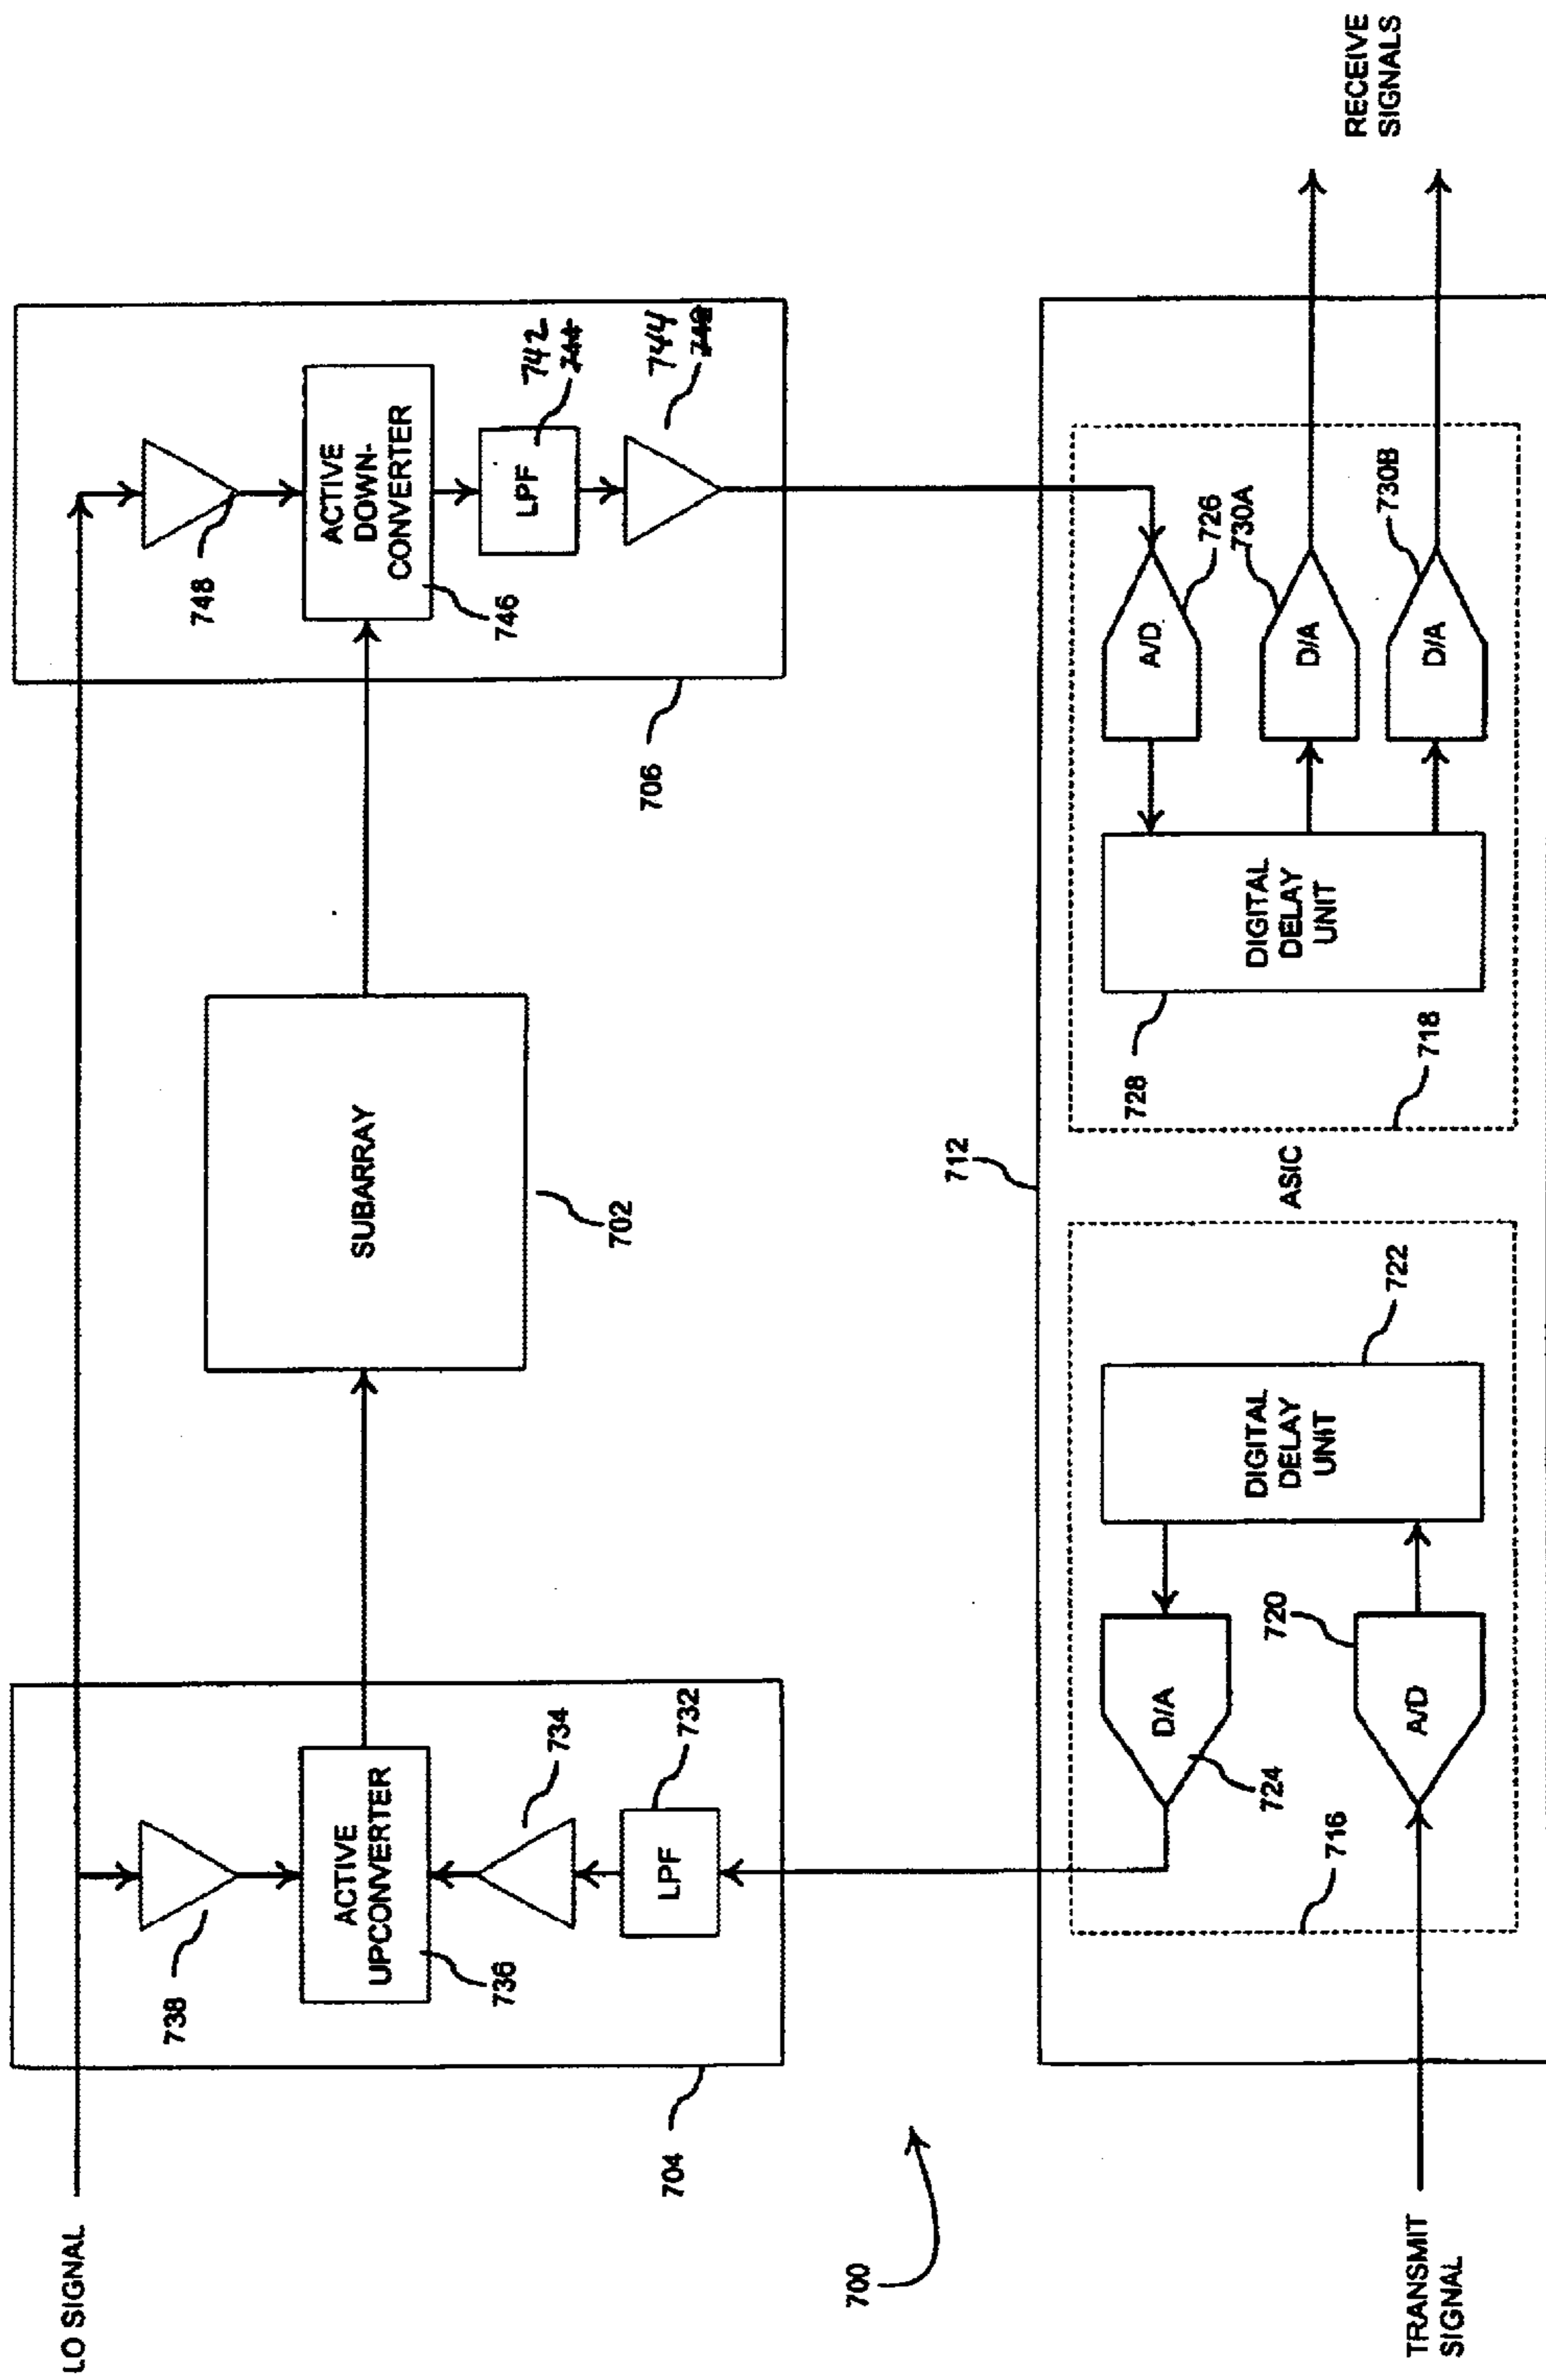 LO SIGNAL
738
748
ACTIVE
UPCONVERTER
736
SUBARRAY
702
ACTIVE
DOWN-
CONVERTER
746
734
LPF
732
LPF
742
744
744
704
706
700
712
D/A
724
DIGITAL
DELAY
UNIT
722
720
A/D
716
ASIC
728
DIGITAL
DELAY
UNIT
718
A/D
726
730A
D/A
730B
D/A
TRANSMIT
SIGNAL
RECEIVE
SIGNALS